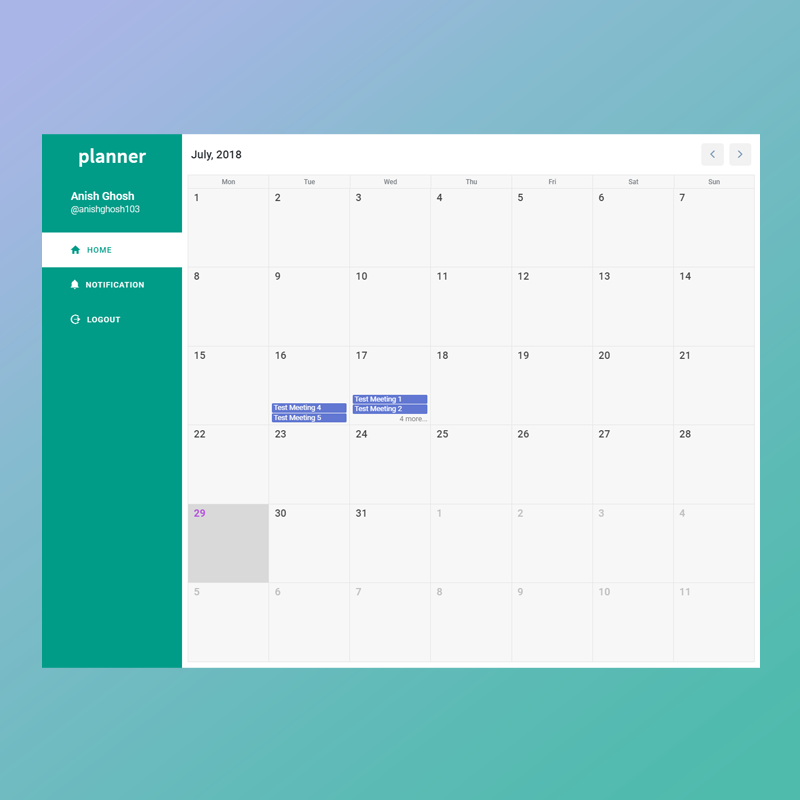 planner
Anish Ghosh
@anishghosh103
HOME
NOTIFICATION
LOGOUT
July, 2018
Mon Tue Wed Thu Fri Sat Sun
1 2 3 4 5 6 7
8 9 10 11 12 13 14
15 16 17 18 19 20 21
Test Meeting 4
Test Meeting 5
Test Meeting 1
Test Meeting 2
4 more...
22 23 24 25 26 27 28
29 30 31 1 2 3 4
5 6 7 8 9 10 11